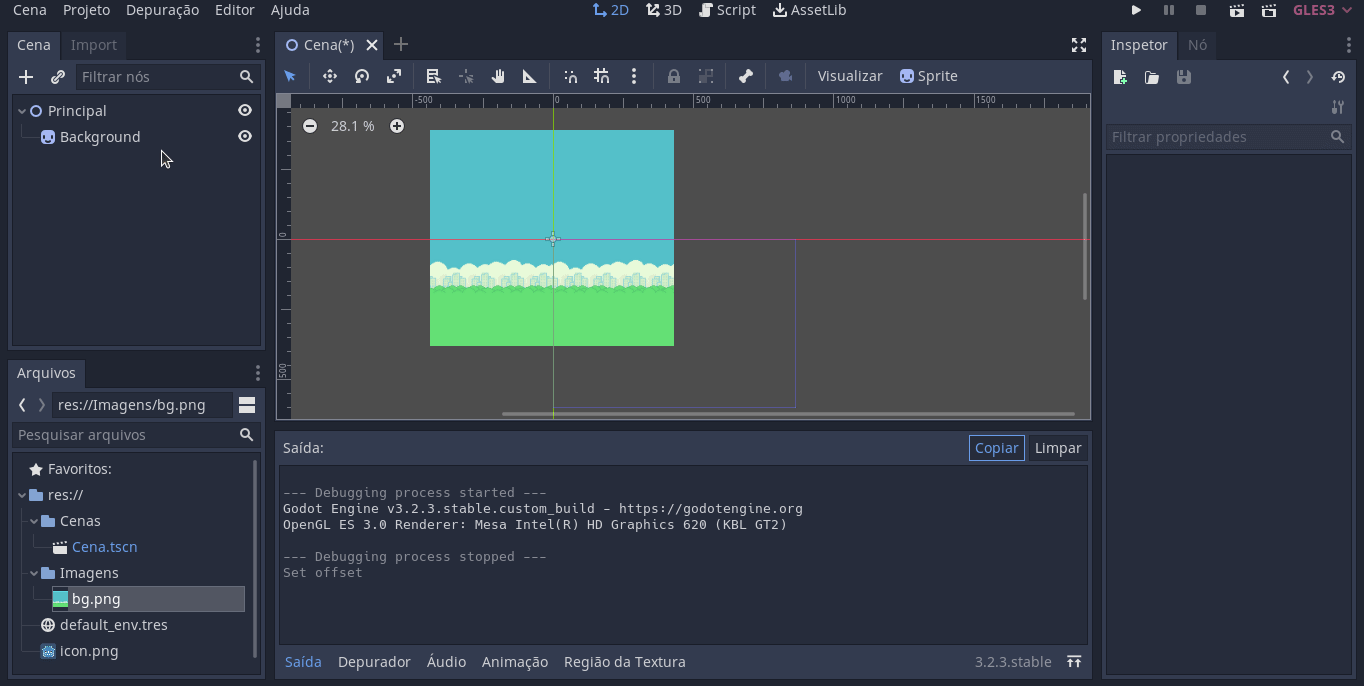 Cena Projeto Depuração Editor Ajuda 2D 3D Script AssetLib GLES3
Cena Import
Filtrar nós
Principal
Background
Arquivos
res://Imagens/bg.png
Pesquisar arquivos
Favoritos:
res://
Cenas
Cena.tscn
Imagens
bg.png
default_env.tres
icon.png
Cena(*)
Visualizar Sprite
-500 0 500 1000 1500
28.1 %
0
500
Saída: Copiar Limpar
--- Debugging process started ---
Godot Engine v3.2.3.stable.custom_build - https://godotengine.org
OpenGL ES 3.0 Renderer: Mesa Intel(R) HD Graphics 620 (KBL GT2)
--- Debugging process stopped ---
Set offset
Saída Depurador Áudio Animação Região da Textura 3.2.3.stable
Inspetor Nó
Filtrar propriedades